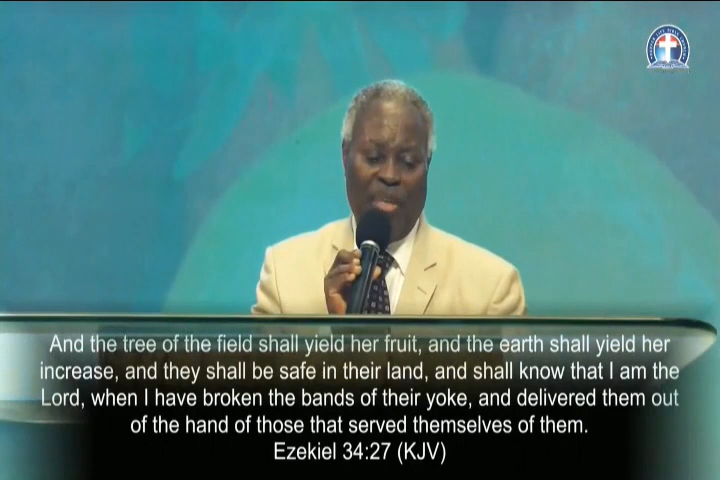 And the tree of the field shall yield her fruit, and the earth shall yield her
increase, and they shall be safe in their land, and shall know that I am the
Lord, when I have broken the bands of their yoke, and delivered them out
of the hand of those that served themselves of them.
Ezekiel 34:27 (KJV)